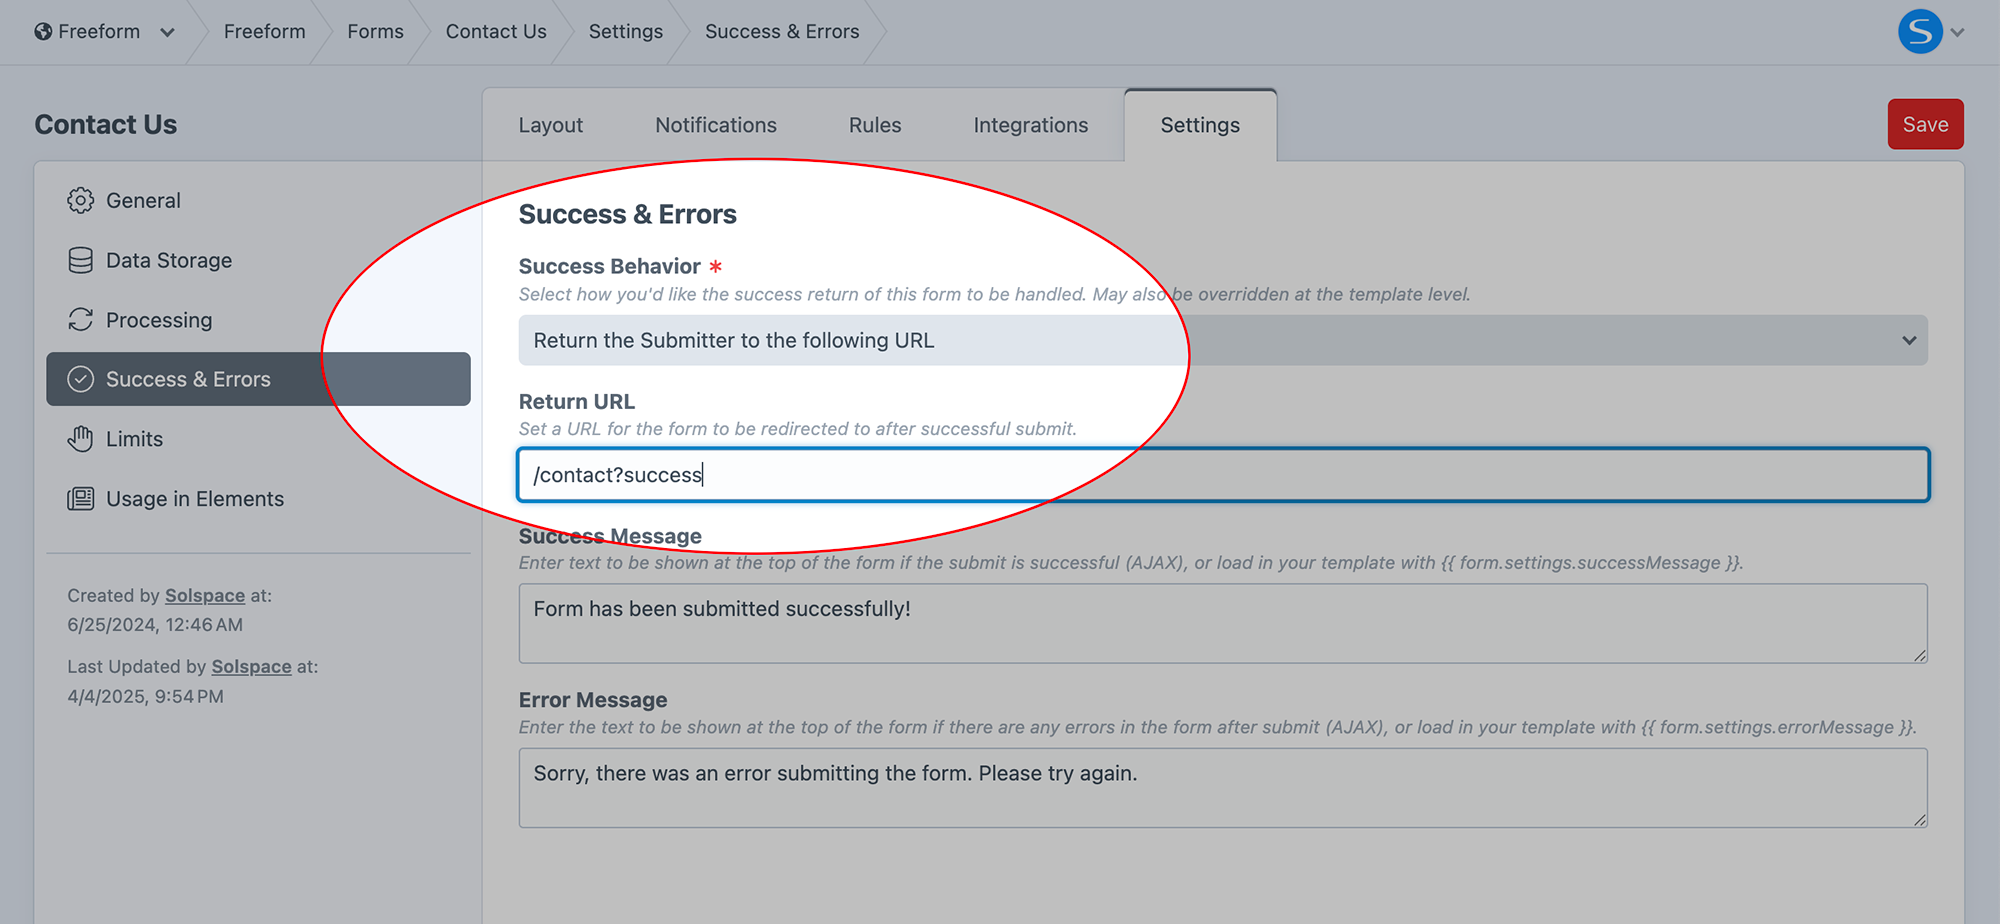 Freeform
Freeform
Forms
Contact Us
Settings
Success & Errors
S
Contact Us
Layout
Notifications
Rules
Integrations
Settings
Save
General
Data Storage
Processing
Success & Errors
Limits
Usage in Elements
Created by Solspace at:
6/25/2024, 12:46 AM
Last Updated by Solspace at:
4/4/2025, 9:54 PM
Success & Errors
Success Behavior *
Select how you'd like the success return of this form to be handled. May also be overridden at the template level.
Return the Submitter to the following URL
Return URL
Set a URL for the form to be redirected to after successful submit.
/contact?success
Success Message
Enter text to be shown at the top of the form if the submit is successful (AJAX), or load in your template with {{ form.settings.successMessage }}.
Form has been submitted successfully!
Error Message
Enter the text to be shown at the top of the form if there are any errors in the form after submit (AJAX), or load in your template with {{ form.settings.errorMessage }}.
Sorry, there was an error submitting the form. Please try again.